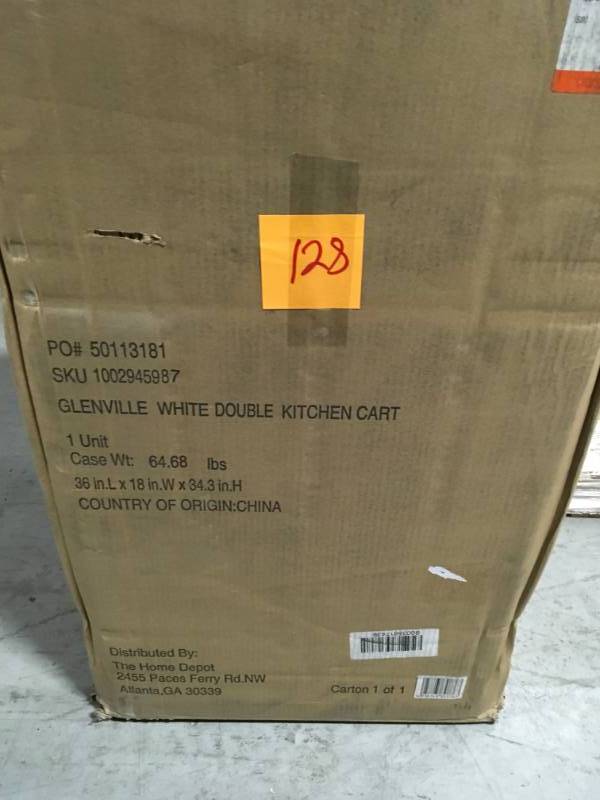 128
PO# 50113181
SKU 1002945987
GLENVILLE WHITE DOUBLE KITCHEN CART
1 Unit
Case Wt: 64.68 lbs
36 in.L x 18 in.W x 34.3 in.H
COUNTRY OF ORIGIN:CHINA
Distributed By:
The Home Depot
2455 Paces Ferry Rd.NW
Atlanta,GA 30339
Carton 1 of 1